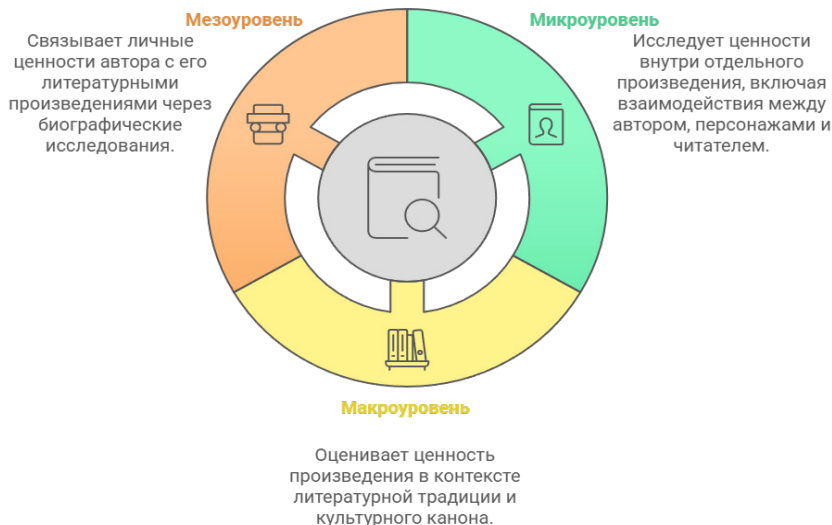 Мезоуровень
Связывает личные
ценности автора с его
литературными
произведениями через
биографические
исследования.
Микроуровень
Исследует ценности
внутри отдельного
произведения, включая
взаимодействия между
автором, персонажами и
читателем.
Макроуровень
Оценивает ценность
произведения в контексте
литературной традиции и
культурного канона.